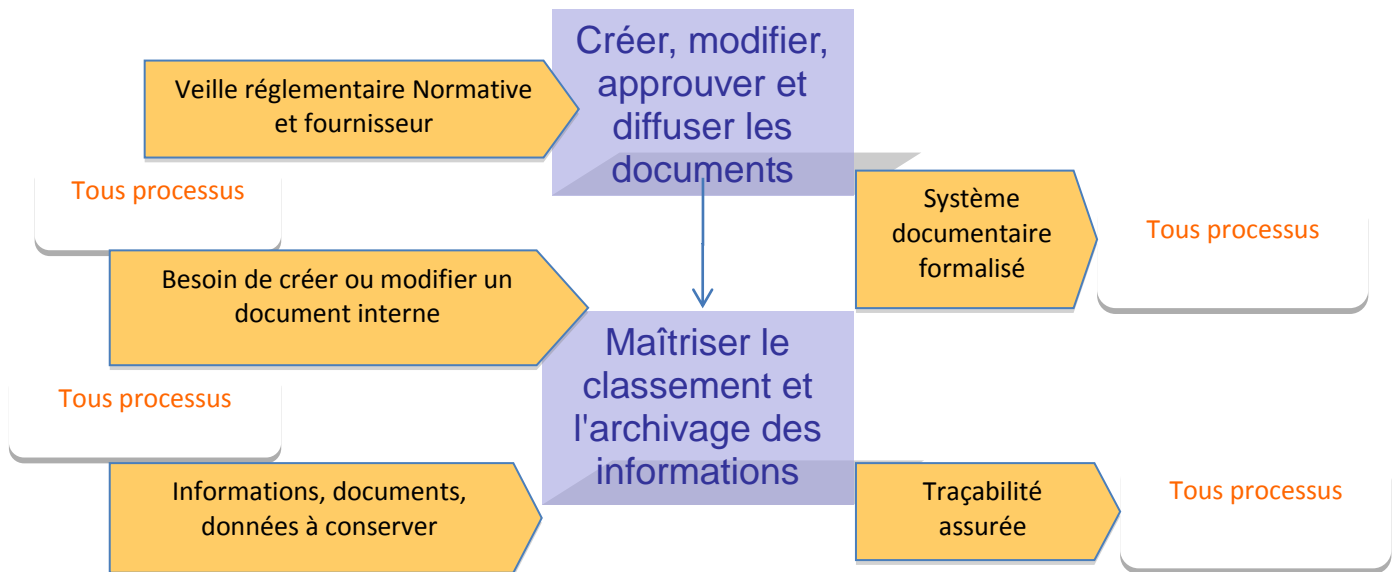 Créer, modifier,
approuver et
diffuser les
documents
Veille réglementaire Normative
et fournisseur
Tous processus
Système
documentaire
formalisé
Tous processus
Besoin de créer ou modifier un
document interne
Maîtriser le
classement et
l'archivage des
informations
Tous processus
Informations, documents,
données à conserver
Traçabilité
assurée
Tous processus